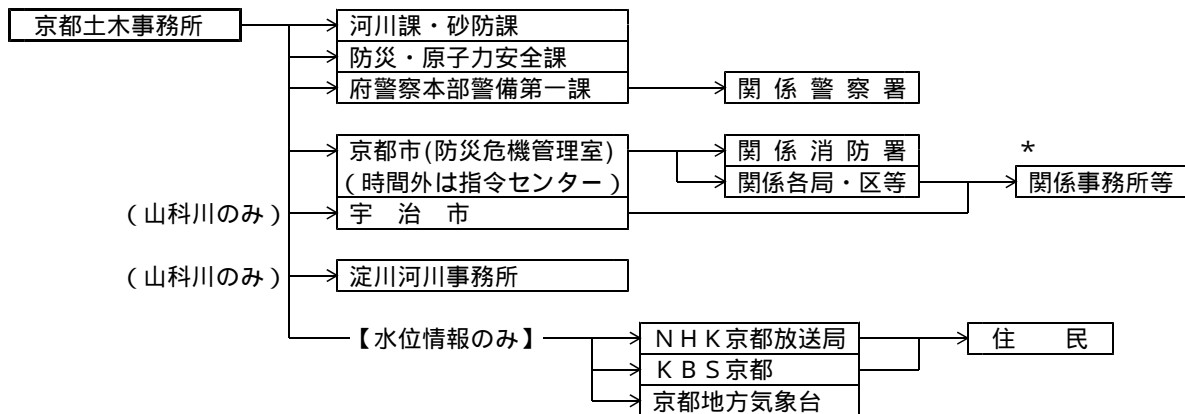 京都土木事務所
河川課・砂防課
防災・原子力安全課
府警察本部警備第一課
関 係 警 察 署
京都市(防災危機管理室)
(時間外は指令センター)
関 係 消 防 署
関係各局・区等
*
関係事務所等
(山科川のみ)
宇 治 市
(山科川のみ)
淀川河川事務所
【水位情報のみ】
NHK京都放送局
KBS京都
京都地方気象台
住 民